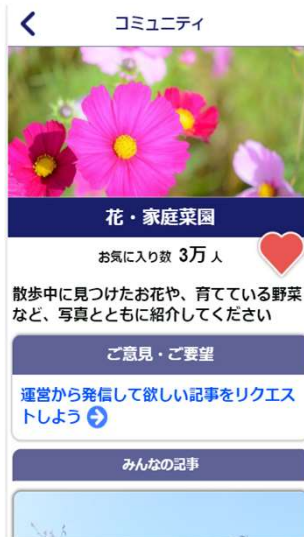 コミュニティ
花・家庭菜園
お気に入り数 3万 人
散歩中に見つけたお花や、育てている野菜
など、写真とともに紹介してください
ご意見・ご要望
運営から発信して欲しい記事をリクエス
トしよう
みんなの記事